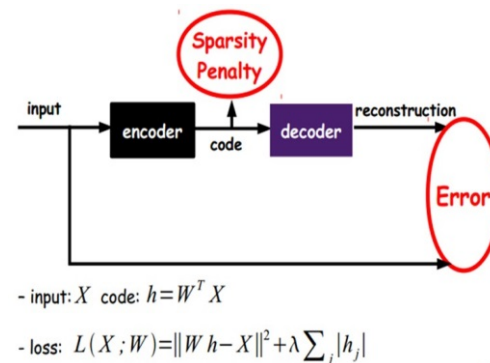 Sparsity
Penalty
input
encoder
code
decoder
reconstruction
Error
- input: X code: h=W^T X
- loss: L(X;W)=‖W h−X‖²+λ∑_j|h_j|